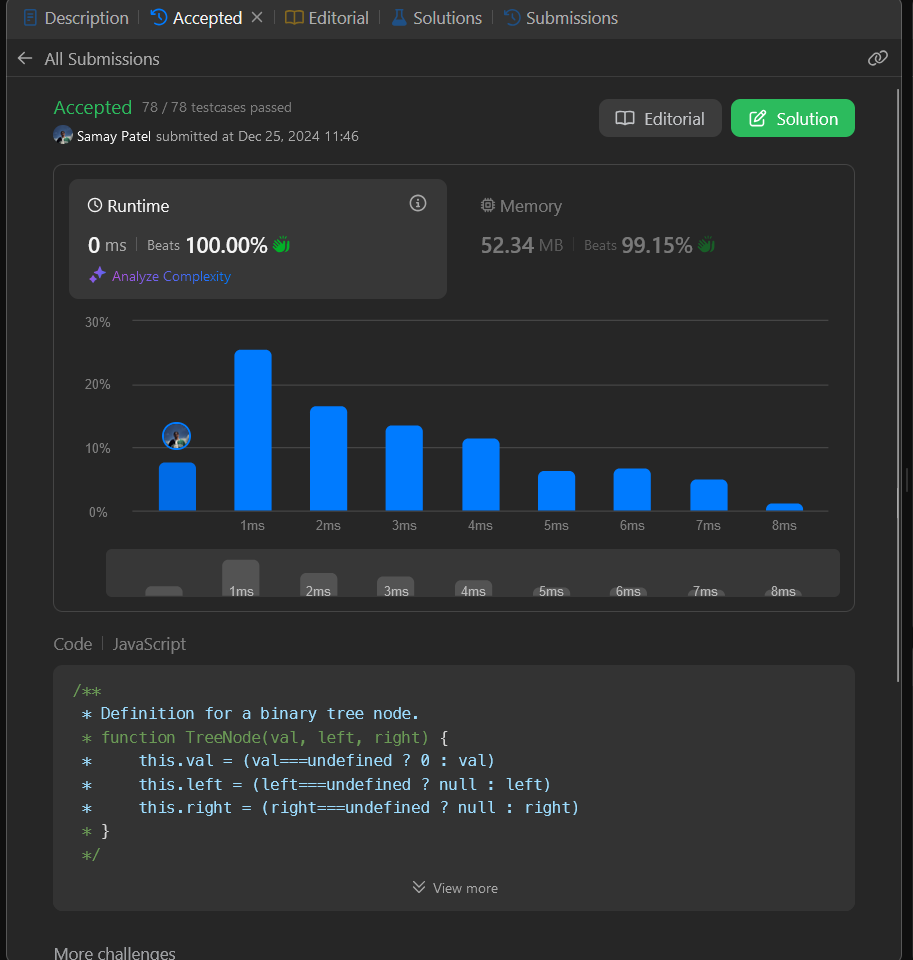 Description Accepted Editorial Solutions Submissions
All Submissions
Accepted 78 / 78 testcases passed
Samay Patel submitted at Dec 25, 2024 11:46
Editorial Solution
Runtime
0 ms Beats 100.00%
Analyze Complexity
Memory
52.34 MB Beats 99.15%
30%
20%
10%
0%
1ms 2ms 3ms 4ms 5ms 6ms 7ms 8ms
1ms 2ms 3ms 4ms 5ms 6ms 7ms 8ms
Code JavaScript
/**
 * Definition for a binary tree node.
 * function TreeNode(val, left, right) {
 *     this.val = (val===undefined ? 0 : val)
 *     this.left = (left===undefined ? null : left)
 *     this.right = (right===undefined ? null : right)
 * }
 */
View more
More challenges